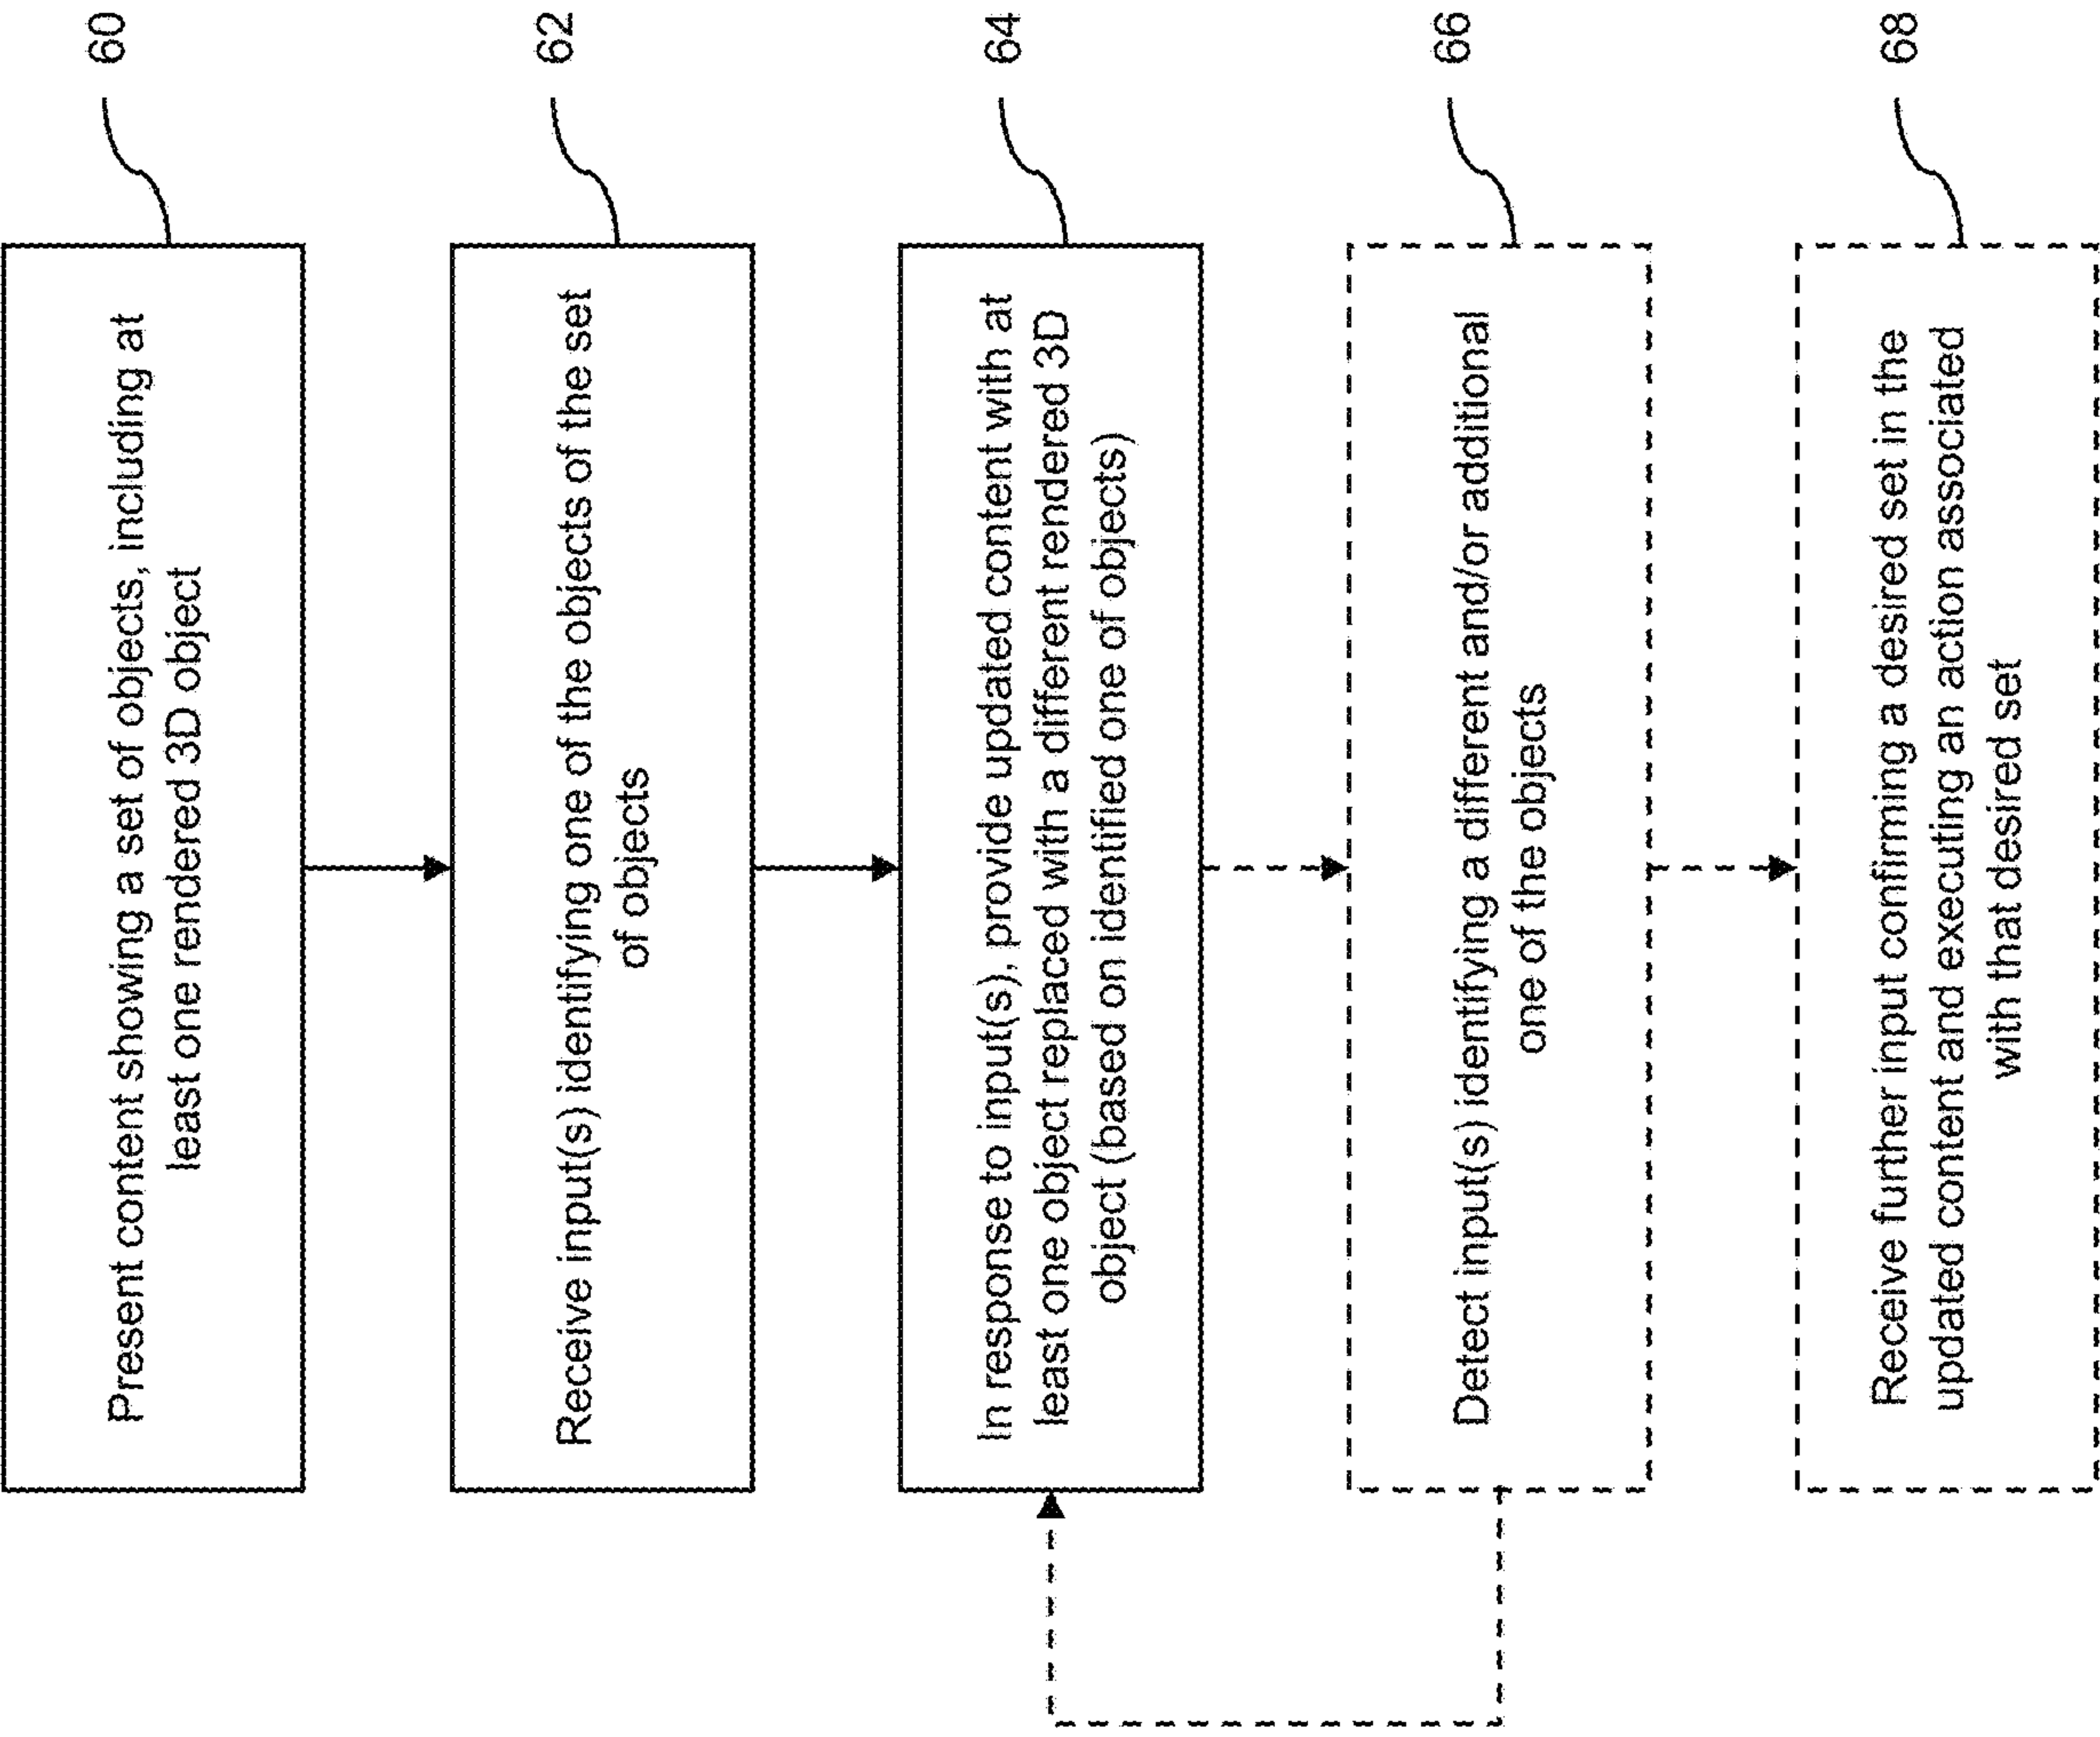 Present content showing a set of objects, including at
least one rendered 3D object
60
Receive input(s) identifying one of the objects of the set
of objects
62
In response to input(s), provide updated content with at
least one object replaced with a different rendered 3D
object (based on identified one of objects)
64
Detect input(s) identifying a different and/or additional
one of the objects
66
Receive further input confirming a desired set in the
updated content and executing an action associated
with that desired set
68